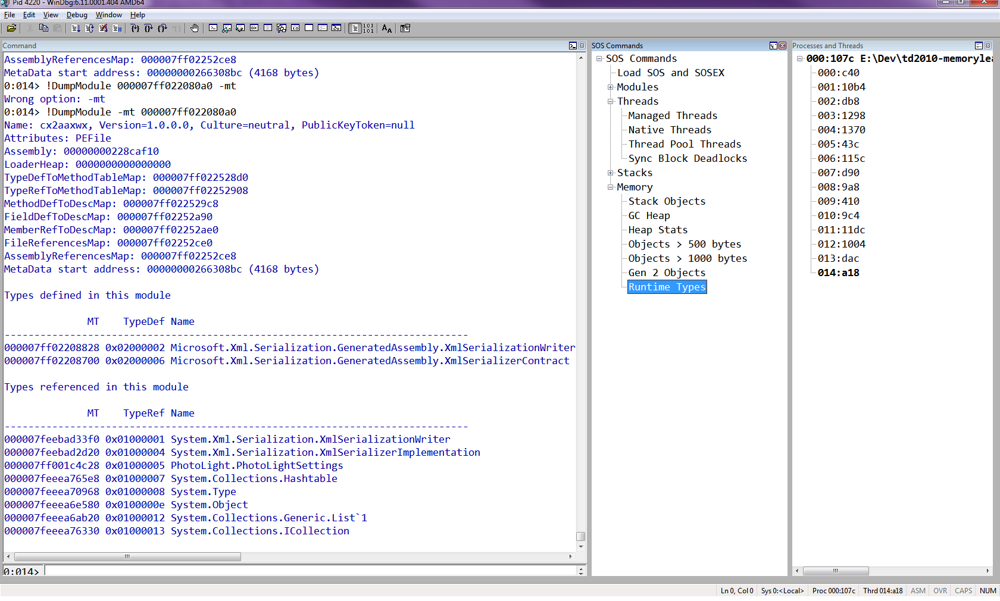 Pid 4220 - WinDbg:6.11.0001.404 AMD64
File Edit View Debug Window Help
Command
AssemblyReferencesMap: 000007ff02252ce8
MetaData start address: 00000000266308bc (4168 bytes)
0:014> !DumpModule 000007ff022080a0 -mt
Wrong option: -mt
0:014> !DumpModule -mt 000007ff022080a0
Name: cx2aaxwx, Version=1.0.0.0, Culture=neutral, PublicKeyToken=null
Attributes: PEFile
Assembly: 00000000228caf10
LoaderHeap: 0000000000000000
TypeDefToMethodTableMap: 000007ff022528d0
TypeRefToMethodTableMap: 000007ff02252908
MethodDefToDescMap: 000007ff022529c8
FieldDefToDescMap: 000007ff02252a90
MemberRefToDescMap: 000007ff02252ae0
FileReferencesMap: 000007ff02252ce0
AssemblyReferencesMap: 000007ff02252ce8
MetaData start address: 00000000266308bc (4168 bytes)
Types defined in this module
MT TypeDef Name
------------------------------------------------------------------------------
000007ff02208828 0x02000002 Microsoft.Xml.Serialization.GeneratedAssembly.XmlSerializationWriter
000007ff02208700 0x02000006 Microsoft.Xml.Serialization.GeneratedAssembly.XmlSerializerContract
Types referenced in this module
MT TypeRef Name
------------------------------------------------------------------------------
000007feebad33f0 0x01000001 System.Xml.Serialization.XmlSerializationWriter
000007feebad2d20 0x01000004 System.Xml.Serialization.XmlSerializerImplementation
000007ff001c4c28 0x01000005 PhotoLight.PhotoLightSettings
000007feeea765e8 0x01000007 System.Collections.Hashtable
000007feeea70968 0x01000008 System.Type
000007feeea6e580 0x0100000e System.Object
000007feeea6ab20 0x01000012 System.Collections.Generic.List`1
000007feeea76330 0x01000013 System.Collections.ICollection
0:014>
SOS Commands
SOS Commands
Load SOS and SOSEX
Modules
Threads
Managed Threads
Native Threads
Thread Pool Threads
Sync Block Deadlocks
Stacks
Memory
Stack Objects
GC Heap
Heap Stats
Objects > 500 bytes
Objects > 1000 bytes
Gen 2 Objects
Runtime Types
Processes and Threads
000:107c E:\Dev\td2010-memorylea
000:c40
001:10b4
002:db8
003:1298
004:1370
005:43c
006:115c
007:d90
008:9a8
009:410
010:9c4
011:11dc
012:1004
013:dac
014:a18
Ln 0, Col 0 Sys 0:<Local> Proc 000:107c Thrd 014:a18 ASM OVR CAPS NUM